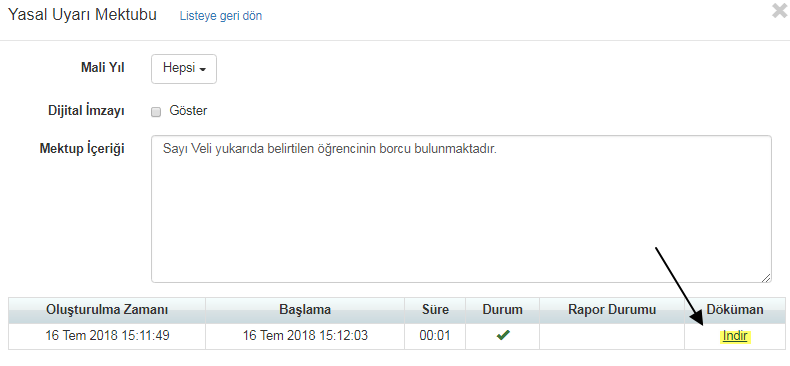 Yasal Uyarı Mektubu Listeye geri dön
Mali Yıl Hepsi
Dijital İmzayı Göster
Mektup İçeriği Sayı Veli yukarıda belirtilen öğrencinin borcu bulunmaktadır.
Oluşturulma Zamanı Başlama Süre Durum Rapor Durumu Döküman
16 Tem 2018 15:11:49 16 Tem 2018 15:12:03 00:01 Indir